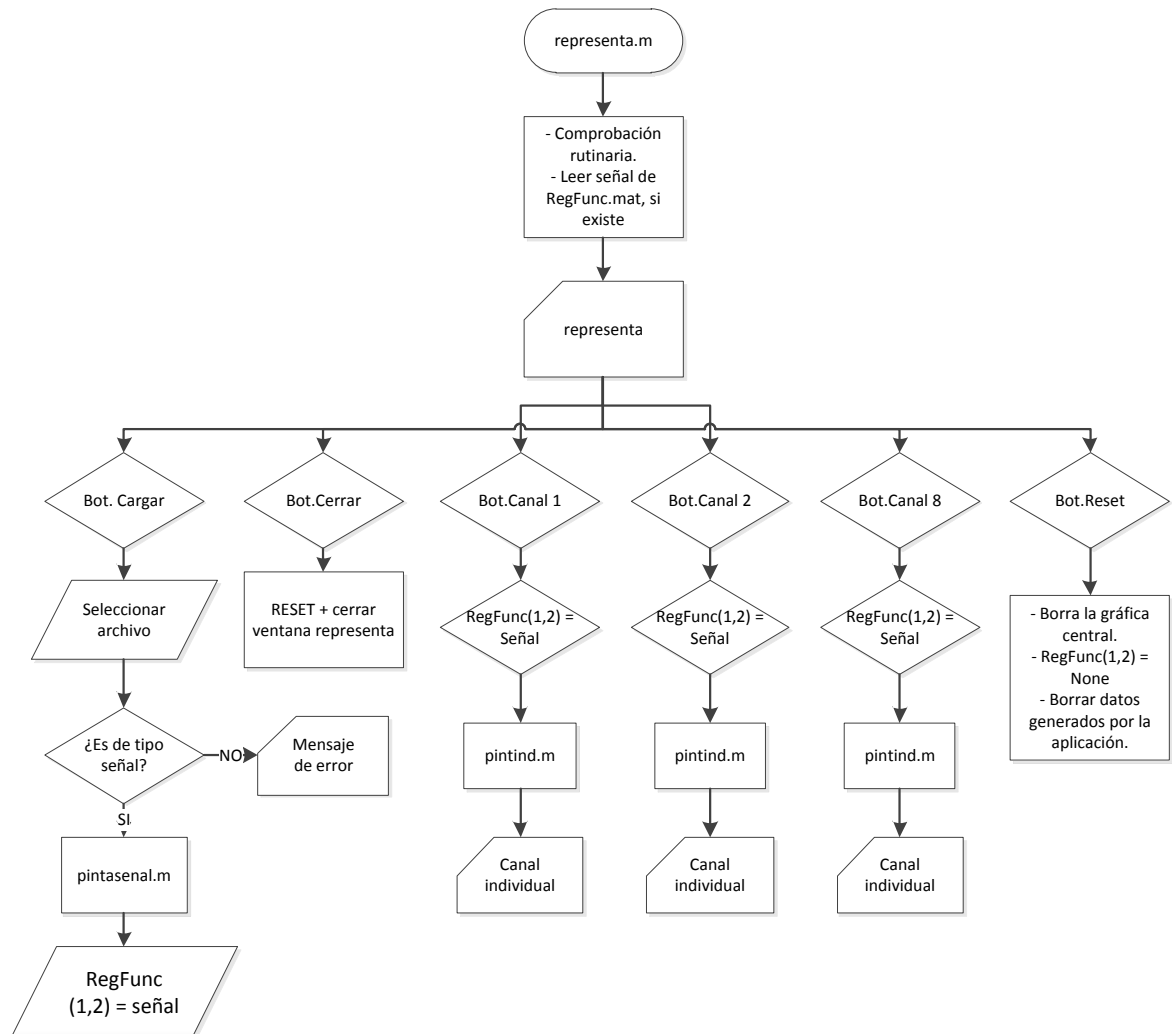 representa.m
- Comprobación
rutinaria.
- Leer señal de
RegFunc.mat, si
existe
representa
Bot. Cargar
Bot.Cerrar
Bot.Canal 1
Bot.Canal 2
Bot.Canal 8
Bot.Reset
Seleccionar
archivo
RESET + cerrar
ventana representa
RegFunc(1,2) =
Señal
RegFunc(1,2) =
Señal
RegFunc(1,2) =
Señal
- Borra la gráfica
central.
- RegFunc(1,2) =
None
- Borrar datos
generados por la
aplicación.
¿Es de tipo
señal?
NO
Mensaje
de error
pintind.m
pintind.m
pintind.m
SI
pintasenal.m
Canal
individual
Canal
individual
Canal
individual
RegFunc
(1,2) = señal